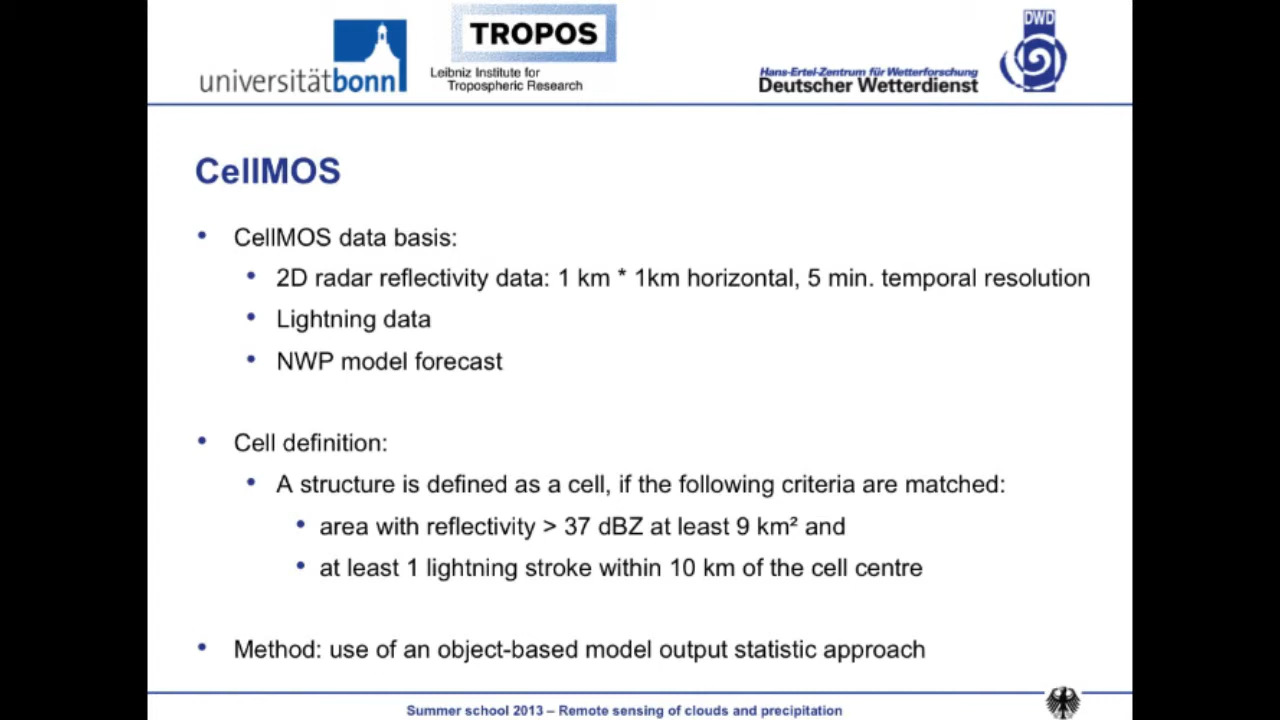 universitätbonn
TROPOS
Leibniz Institute for
Tropospheric Research
Hans-Ertel-Zentrum für Wetterforschung
Deutscher Wetterdienst
DWD
CellMOS
• CellMOS data basis:
• 2D radar reflectivity data: 1 km * 1km horizontal, 5 min. temporal resolution
• Lightning data
• NWP model forecast
• Cell definition:
• A structure is defined as a cell, if the following criteria are matched:
• area with reflectivity > 37 dBZ at least 9 km² and
• at least 1 lightning stroke within 10 km of the cell centre
• Method: use of an object-based model output statistic approach
Summer school 2013 – Remote sensing of clouds and precipitation